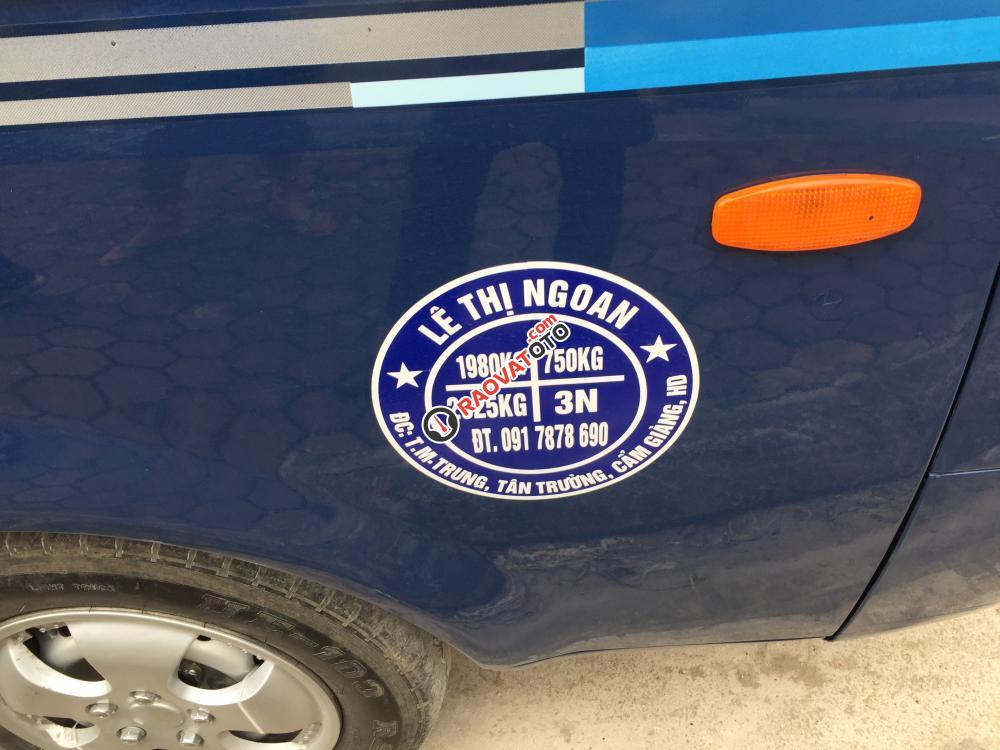 LÊ THỊ NGOAN
1980KG 750KG
3N
ĐT. 091 7878 690
ĐC: T.M. TRUNG, TÂN TRƯỜNG, CẨM GIÀNG, HD
RAOVATOTO.com